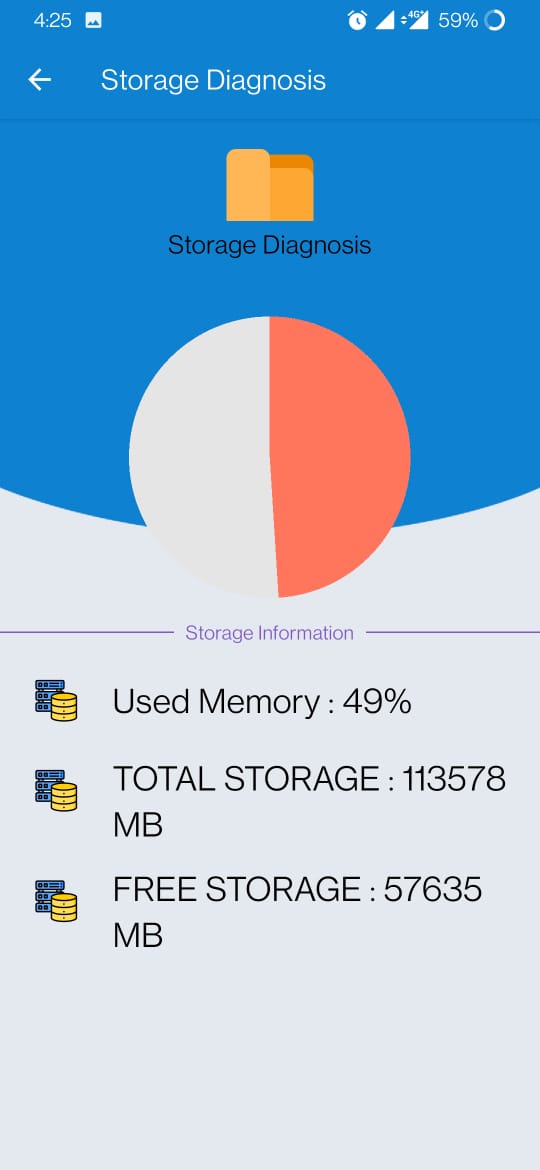 4:25 4G+ 59%
Storage Diagnosis
Storage Diagnosis
Storage Information
Used Memory : 49%
TOTAL STORAGE : 113578
MB
FREE STORAGE : 57635
MB